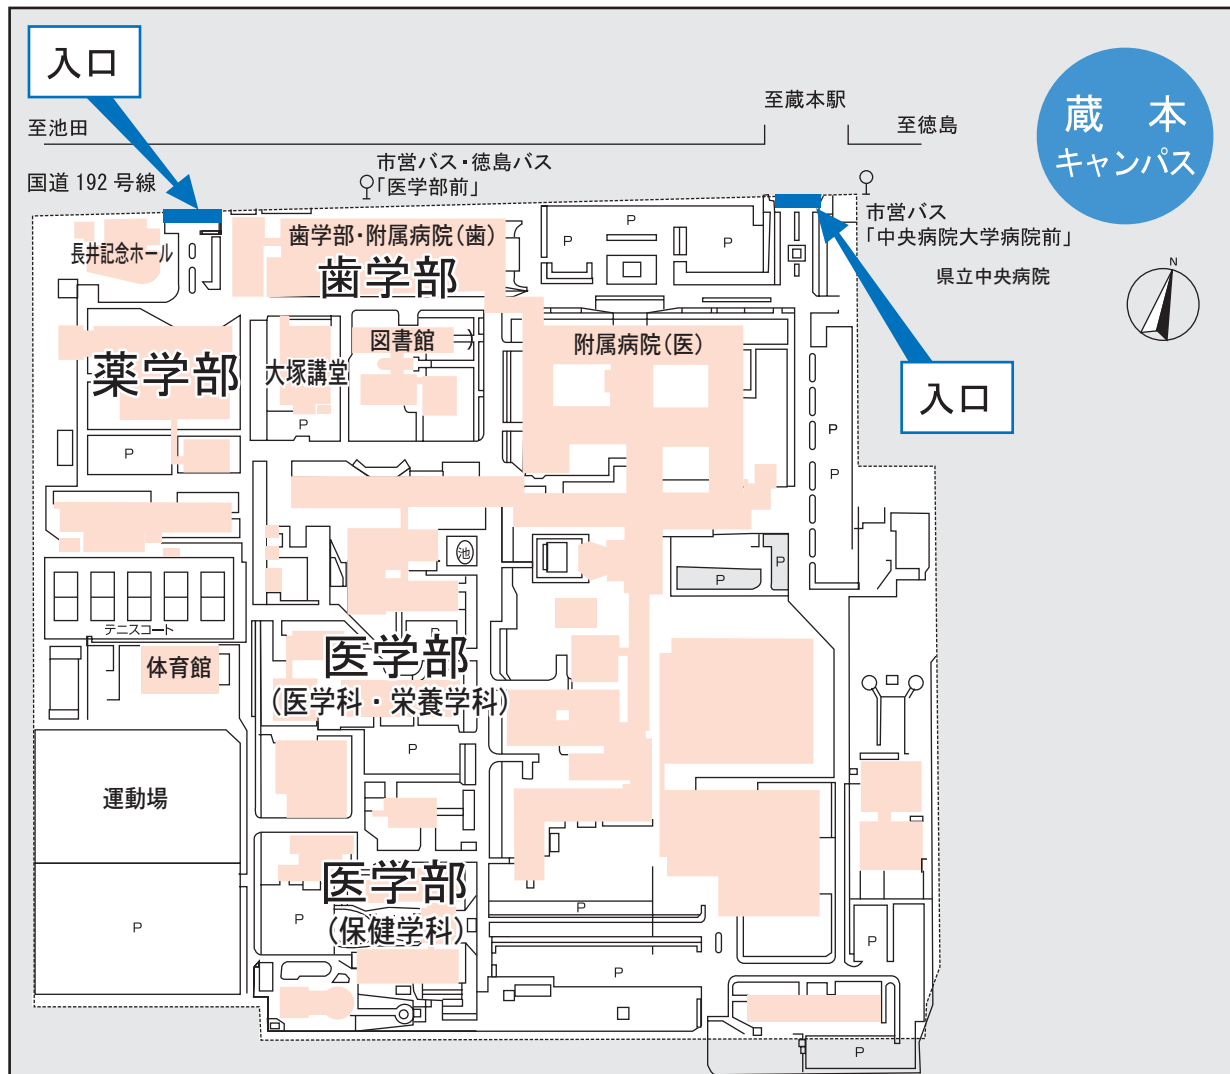 入口
至池田
至蔵本駅
至徳島
蔵 本
キャンパス
国道 192 号線
市営バス・徳島バス
「医学部前」
市営バス
「中央病院大学病院前」
県立中央病院
N
入口
長井記念ホール
歯学部・附属病院(歯)
歯学部
P
P
P
図書館 )
附属病院(医)
薬学部
大塚講堂
P
P
P
P
池
P
P
テニスコート
P
医学部
(医学科・栄養学科)
体育館
P
運動場
医学部
(保健学科)
P
P
P
P
P
P